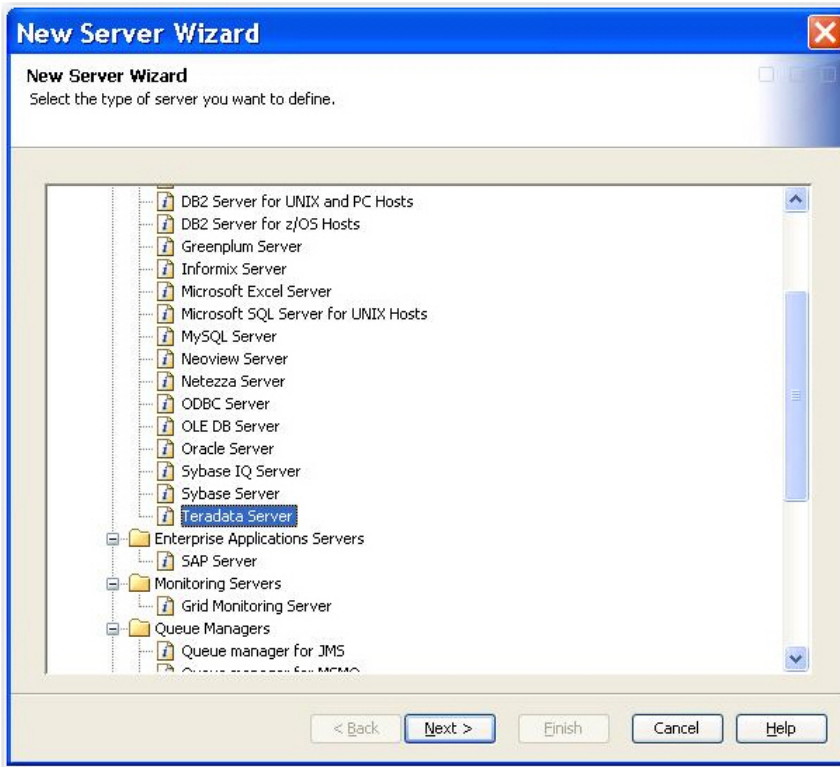 New Server Wizard
New Server Wizard
Select the type of server you want to define.
DB2 Server for UNIX and PC Hosts
DB2 Server for z/OS Hosts
Greenplum Server
Informix Server
Microsoft Excel Server
Microsoft SQL Server for UNIX Hosts
MySQL Server
Neoview Server
Netezza Server
ODBC Server
OLE DB Server
Oracle Server
Sybase IQ Server
Sybase Server
Teradata Server
Enterprise Applications Servers
SAP Server
Monitoring Servers
Grid Monitoring Server
Queue Managers
Queue manager for JMS
Queue manager for MSMQ
< Back Next > Finish Cancel Help